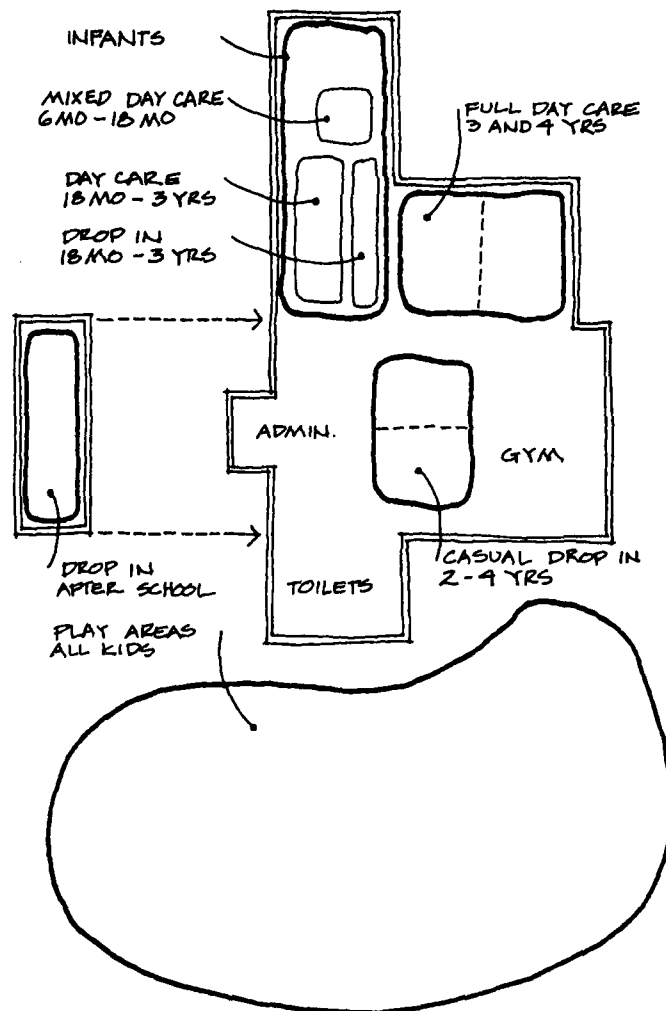 INFANTS
MIXED DAY CARE
6 MO - 18 MO
FULL DAY CARE
3 AND 4 YRS
DAY CARE
18 MO - 3 YRS
DROP IN
18 MO - 3 YRS
ADMIN.
GYM
DROP IN
AFTER SCHOOL
CASUAL DROP IN
2 - 4 YRS
TOILETS
PLAY AREAS
ALL KIDS